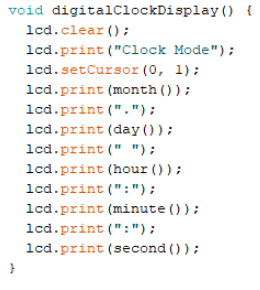 void digitalClockDisplay() {
  lcd.clear();
  lcd.print("Clock Mode");
  lcd.setCursor(0, 1);
  lcd.print(month());
  lcd.print(".");
  lcd.print(day());
  lcd.print(" ");
  lcd.print(hour());
  lcd.print(":");
  lcd.print(minute());
  lcd.print(":");
  lcd.print(second());
}